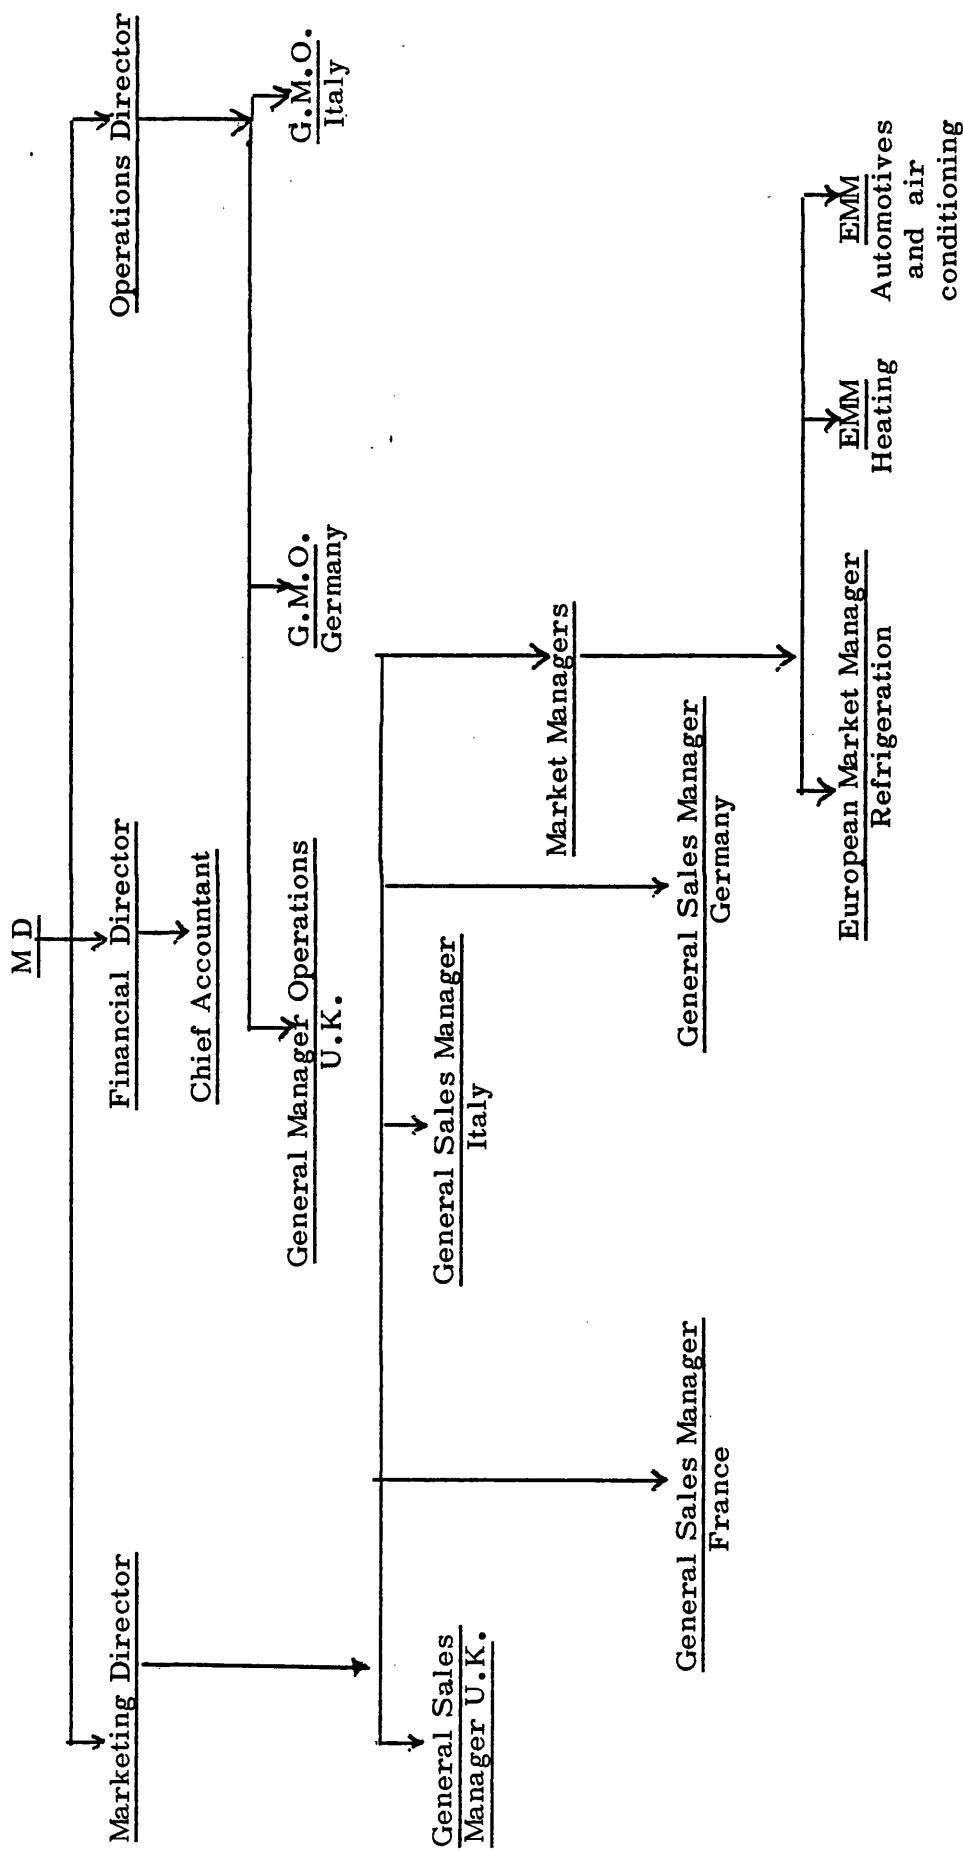 M D
Marketing Director
Financial Director
Operations Director
Chief Accountant
General Manager Operations
U.K.
G.M.O.
Germany
G.M.O.
Italy
General Sales
Manager U.K.
General Sales Manager
Italy
Market Managers
General Sales Manager
France
General Sales Manager
Germany
European Market Manager
Refrigeration
EMM
Heating
EMM
Automotives
and air
conditioning